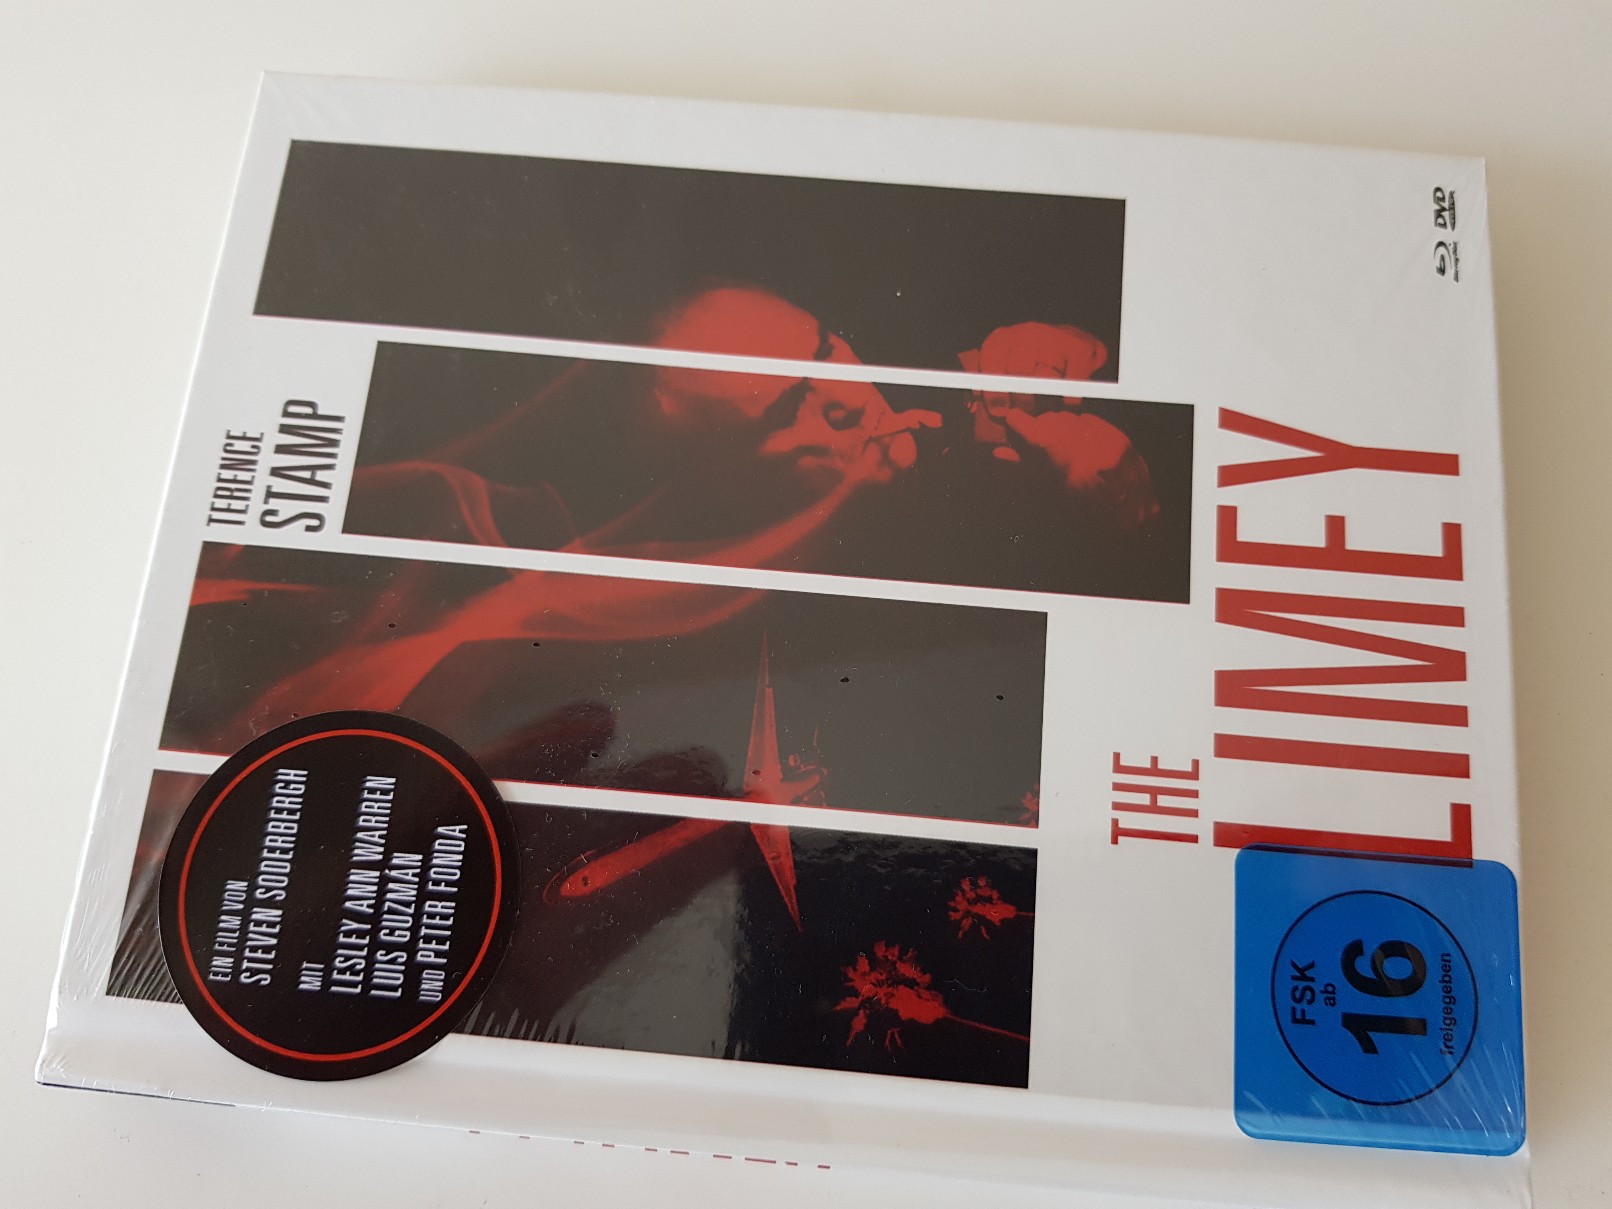 TERENCE
STAMP
EIN FILM VON
STEVEN SODERBERGH
MIT
LESLEY ANN WARREN
LUIS GUZMÁN
UND PETER FONDA
THE
LIMEY
FSK
ab
16
freigegeben
DVD